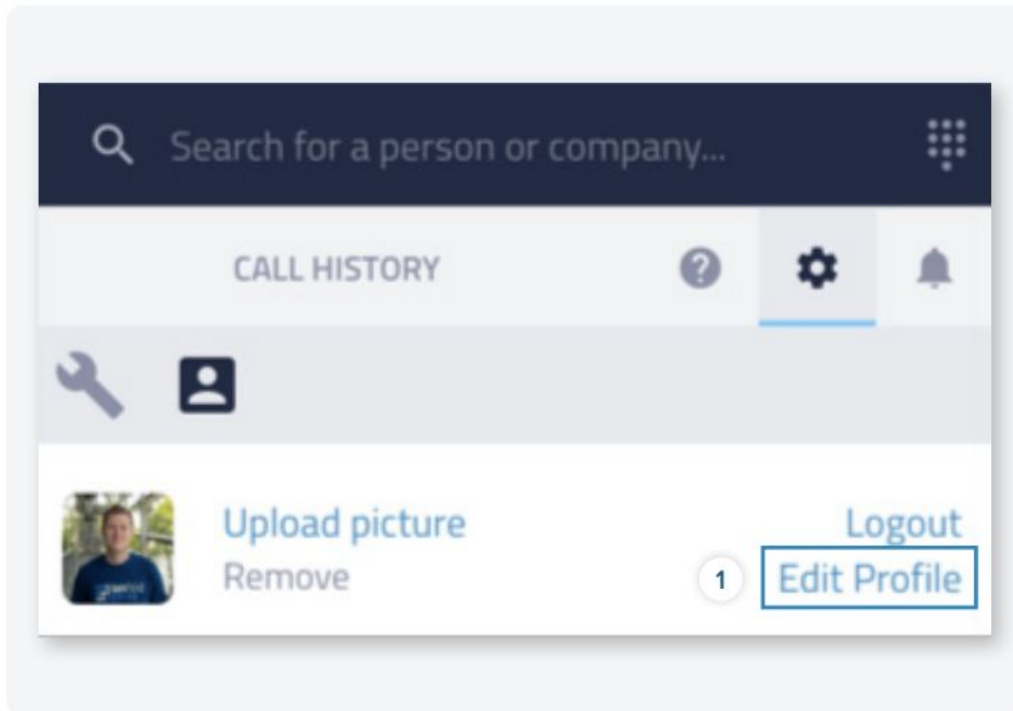 Search for a person or company...
CALL HISTORY
Upload picture
Logout
Remove
1
Edit Profile